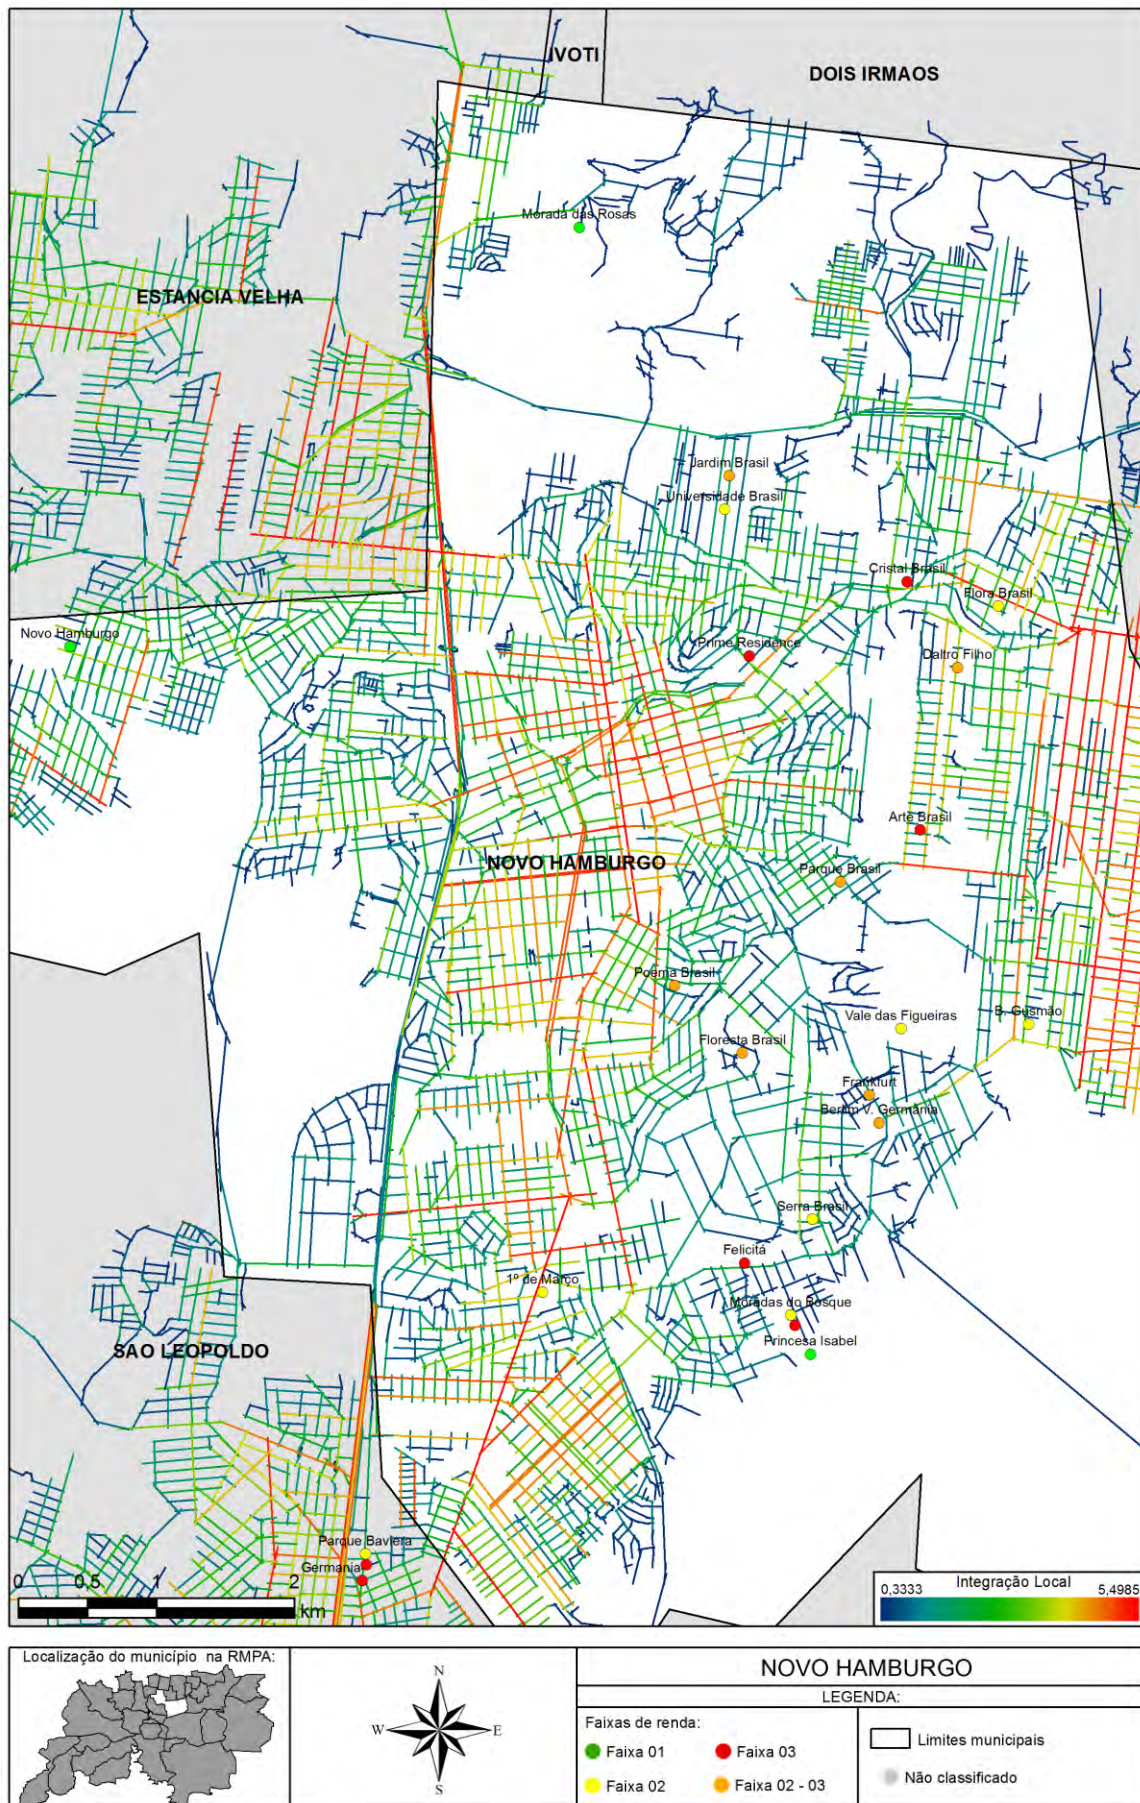 IVOTI
DOIS IRMAOS
Morada das Rosas
ESTANCIA VELHA
Jardim Brasil
Universidade Brasil
Cristal Brasil
Flora Brasil
Novo Hamburgo
Prime Residence
Daltro Filho
Arte Brasil
NOVO HAMBURGO
Parque Brasil
Poema Brasil
Vale das Figueiras
B. Gusmão
Floresta Brasil
Frankfurt
Berlim V. Germânia
Serra Brasil
Felicitá
1º de Março
Moradas do Bosque
Princesa Isabel
SAO LEOPOLDO
Parque Baviera
Germania
0 0,5 1 2
km
Integração Local
0,3333 5,4985
Localização do município na RMPA:
N
W E
S
NOVO HAMBURGO
LEGENDA:
Faixas de renda:
Faixa 01 Faixa 03
Faixa 02 Faixa 02 - 03
Limites municipais
Não classificado